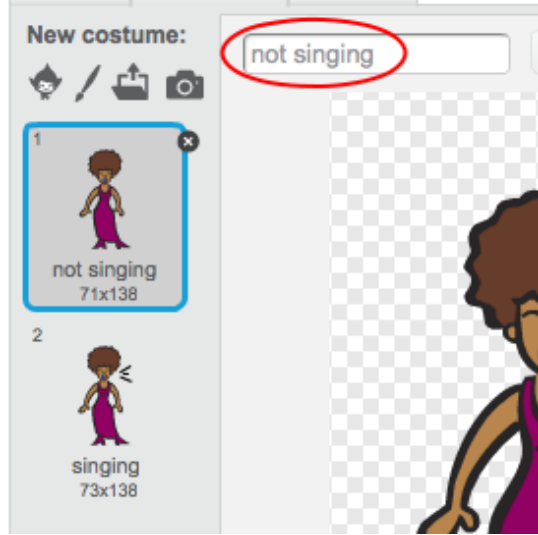 New costume:
not singing
1
not singing
71x138
2
singing
73x138